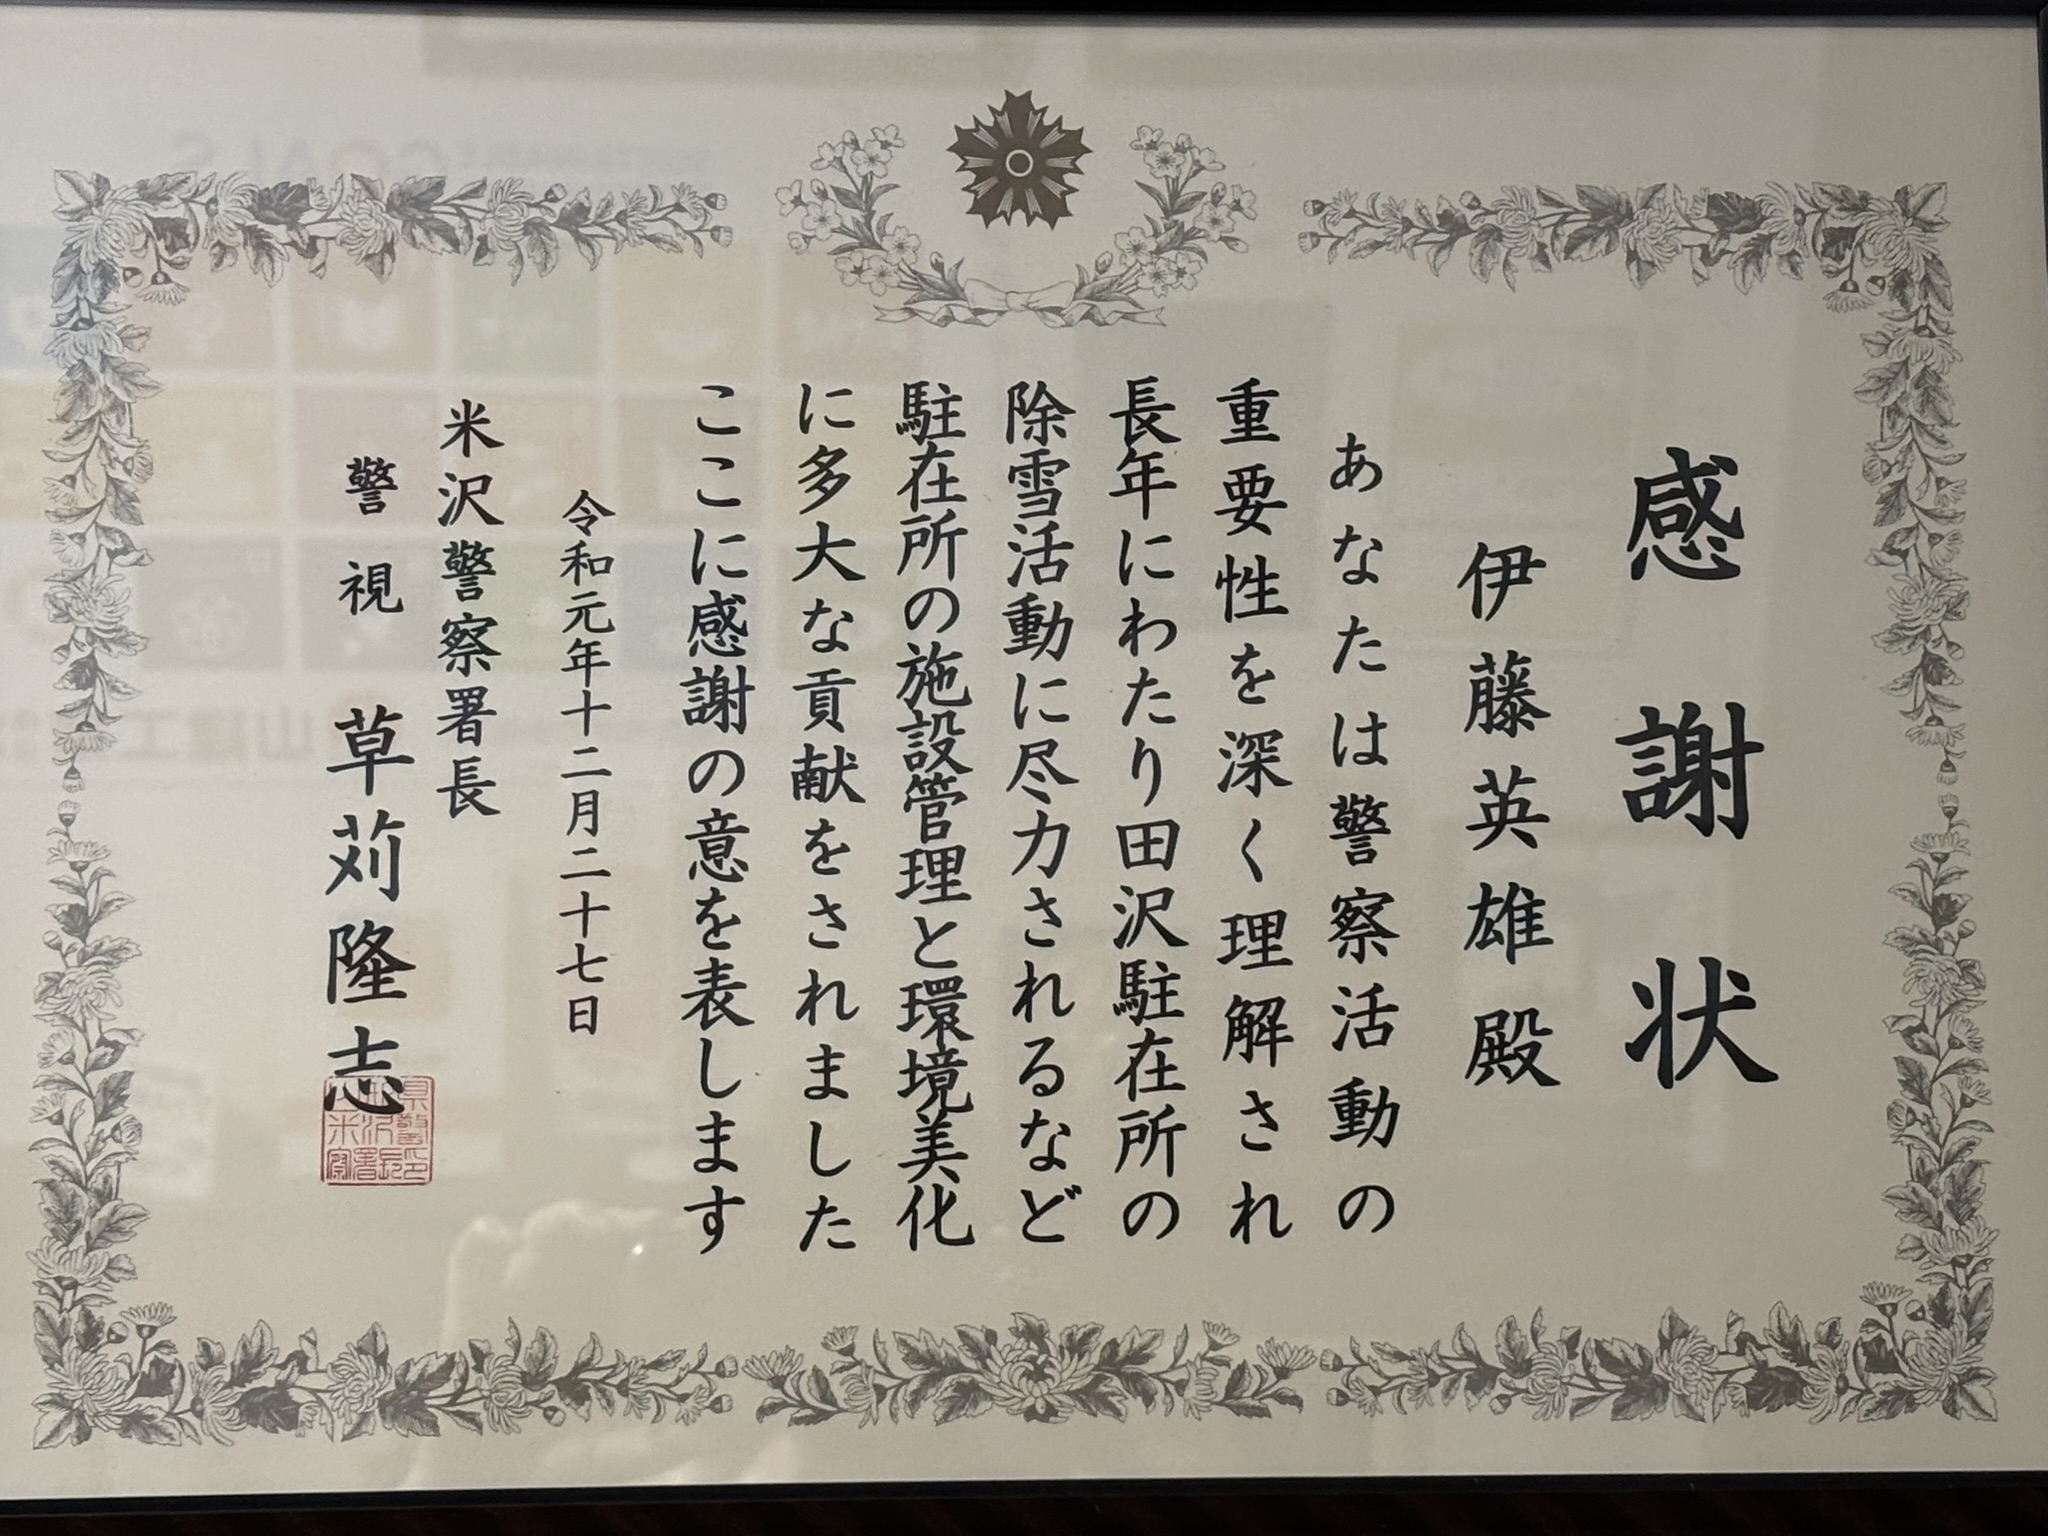 感謝状
伊藤英雄殿
あなたは警察活動の
重要性を深く理解され
長年にわたり田沢駐在所の
除雪活動に尽力されるなど
駐在所の施設管理と環境美化
に多大な貢献をされました
ここに感謝の意を表します
令和元年十二月二十七日
米沢警察署長
警視 草苅隆志